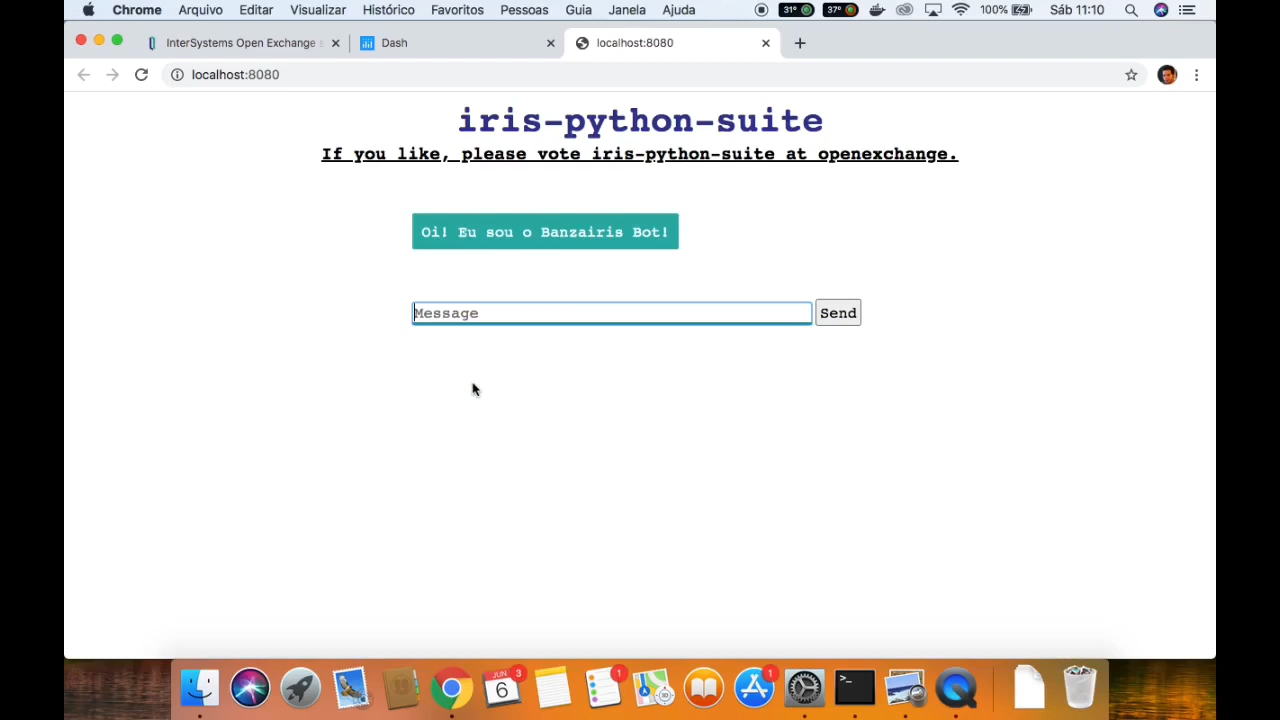 Chrome Arquivo Editar Visualizar Histórico Favoritos Pessoas Guia Janela Ajuda 31° 37° 100% Sáb 11:10
InterSystems Open Exchange Dash localhost:8080
localhost:8080
iris-python-suite
If you like, please vote iris-python-suite at openexchange.
Oi! Eu sou o Banzairis Bot!
Message Send
JUN 3 1 1
6